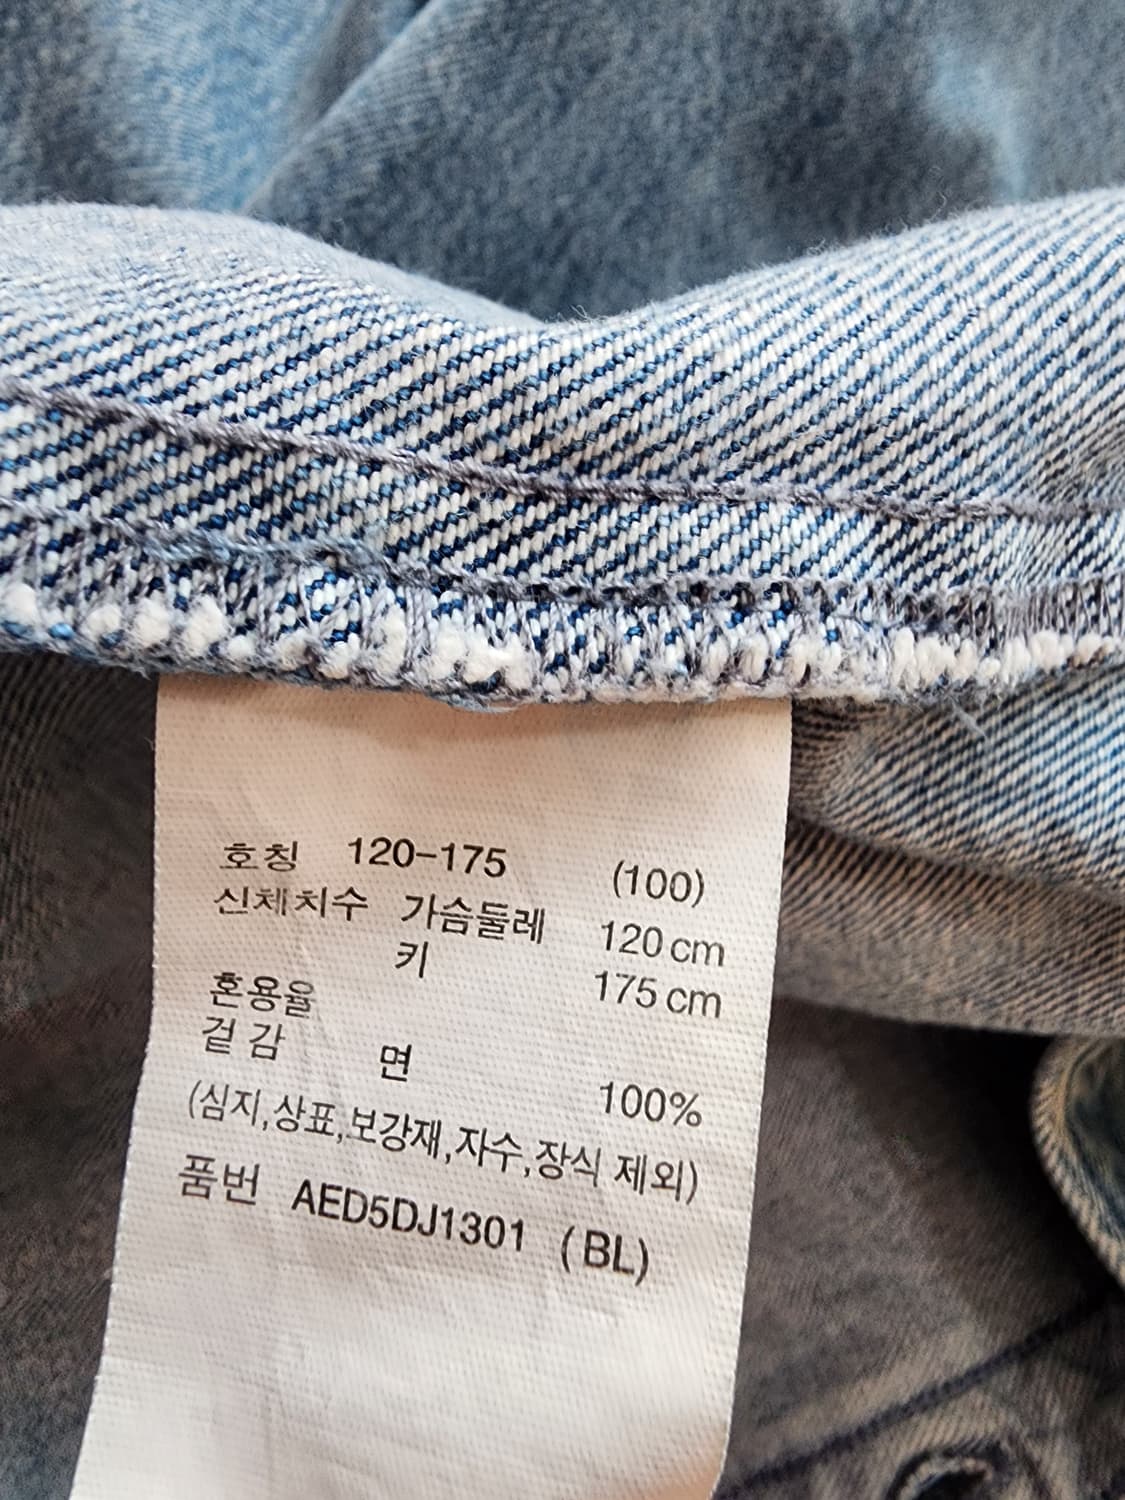 호칭 120-175 (100)
신체치수 가슴둘레 120 cm
키 175 cm
혼용율
겉감 면 100%
(심지,상표,보강재,자수,장식 제외)
품번 AED5DJ1301 (BL)